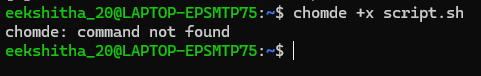 eekshitha_20@LAPTOP-EPSMTP75:~$ chomde +x script.sh
chomde: command not found
eekshitha_20@LAPTOP-EPSMTP75:~$